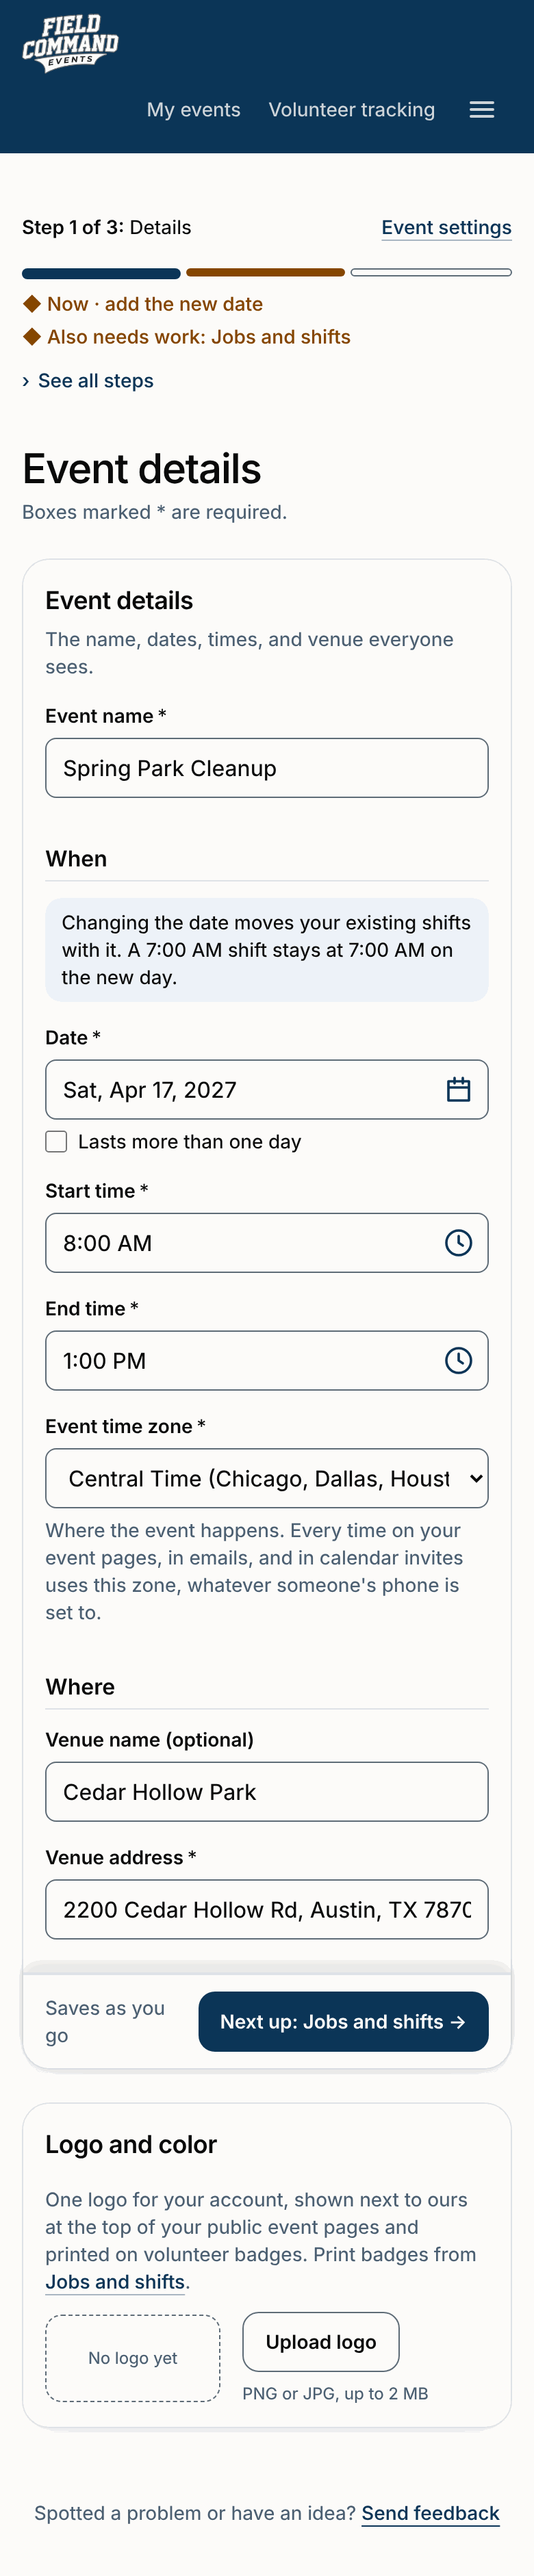 FIELD
COMMAND
EVENTS
My events Volunteer tracking
Step 1 of 3: Details Event settings
◆ Now · add the new date
◆ Also needs work: Jobs and shifts
› See all steps
Event details
Boxes marked * are required.
Event details
The name, dates, times, and venue everyone
sees.
Event name *
Spring Park Cleanup
When
Changing the date moves your existing shifts
with it. A 7:00 AM shift stays at 7:00 AM on
the new day.
Date *
Sat, Apr 17, 2027
Lasts more than one day
Start time *
8:00 AM
End time *
1:00 PM
Event time zone *
Central Time (Chicago, Dallas, Houst
Where the event happens. Every time on your
event pages, in emails, and in calendar invites
uses this zone, whatever someone's phone is
set to.
Where
Venue name (optional)
Cedar Hollow Park
Venue address *
2200 Cedar Hollow Rd, Austin, TX 7870
Saves as you
go
Next up: Jobs and shifts →
Logo and color
One logo for your account, shown next to ours
at the top of your public event pages and
printed on volunteer badges. Print badges from
Jobs and shifts.
No logo yet
Upload logo
PNG or JPG, up to 2 MB
Spotted a problem or have an idea? Send feedback